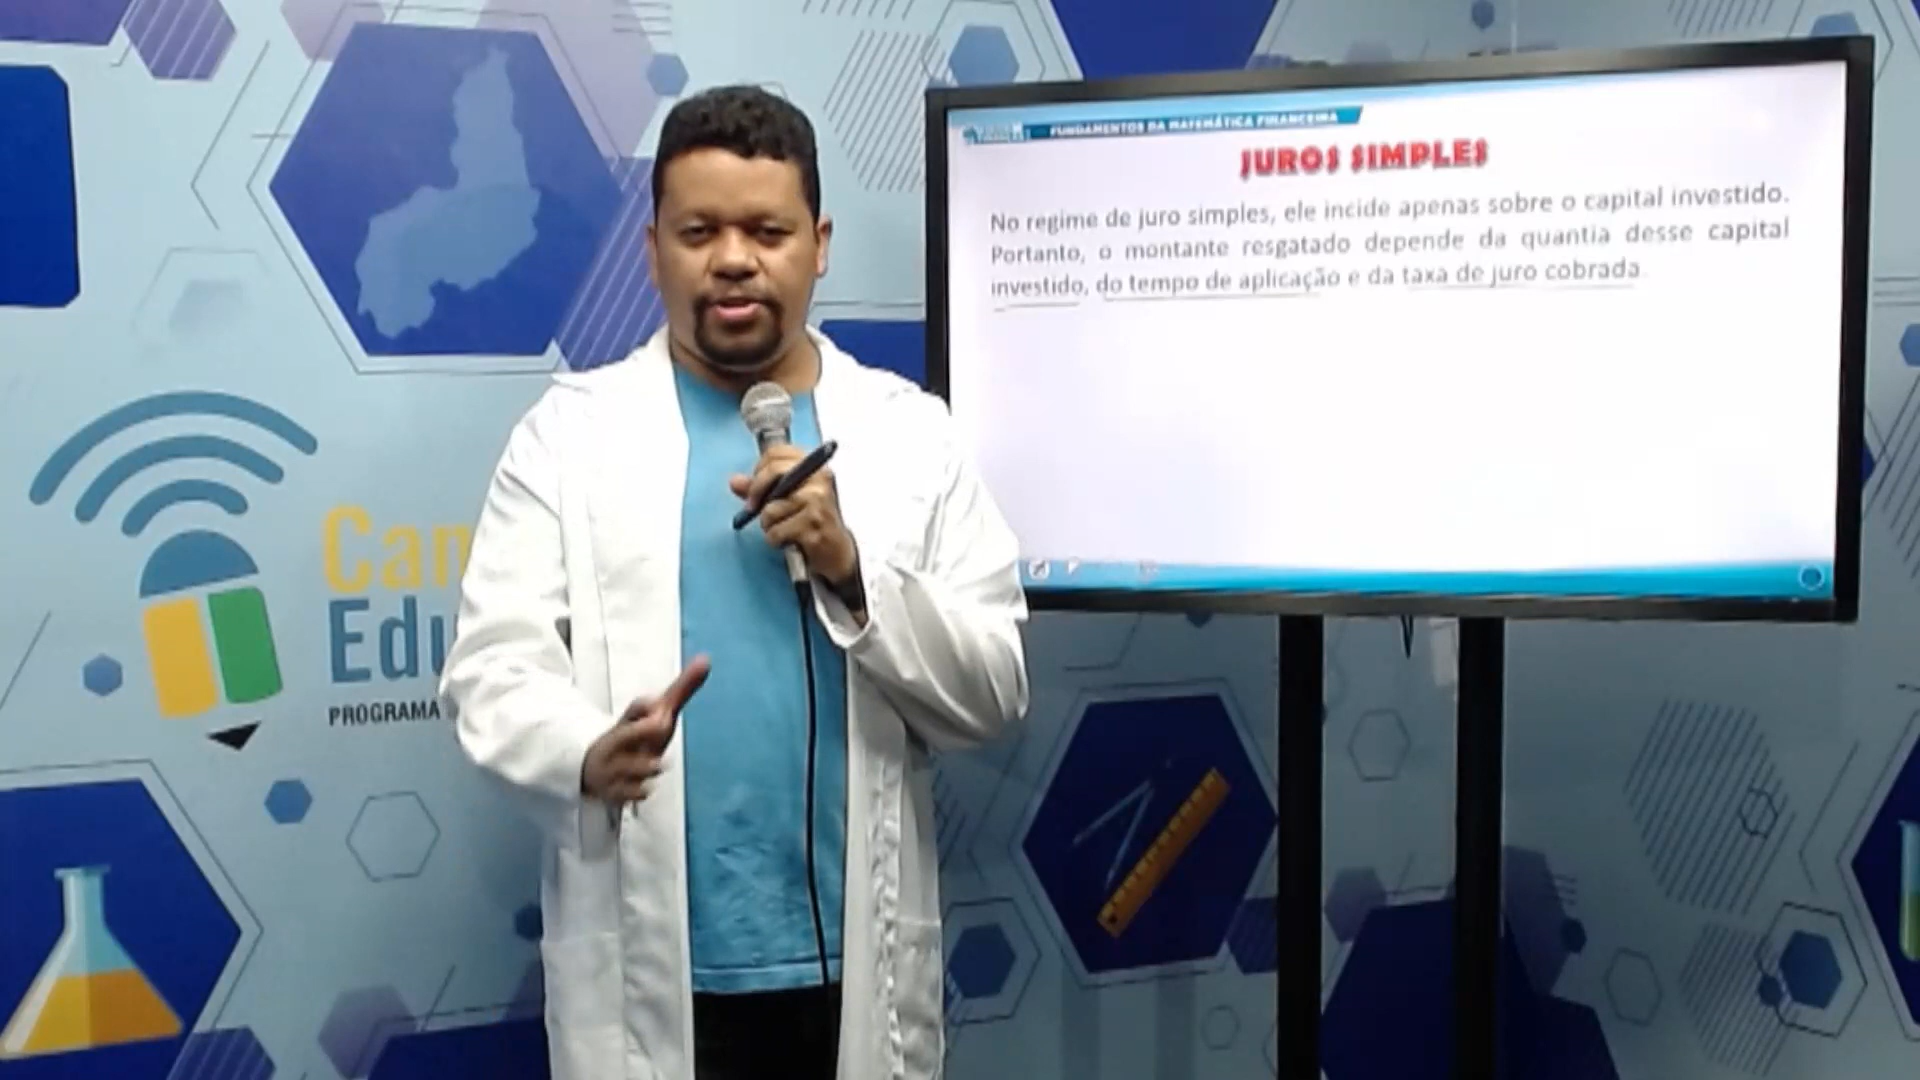 FUNDAMENTOS DA MATEMÁTICA FINANCEIRA
JUROS SIMPLES
No regime de juro simples, ele incide apenas sobre o capital investido.
Portanto, o montante resgatado depende da quantia desse capital
investido, do tempo de aplicação e da taxa de juro cobrada.
Can
Edu
PROGRAMA